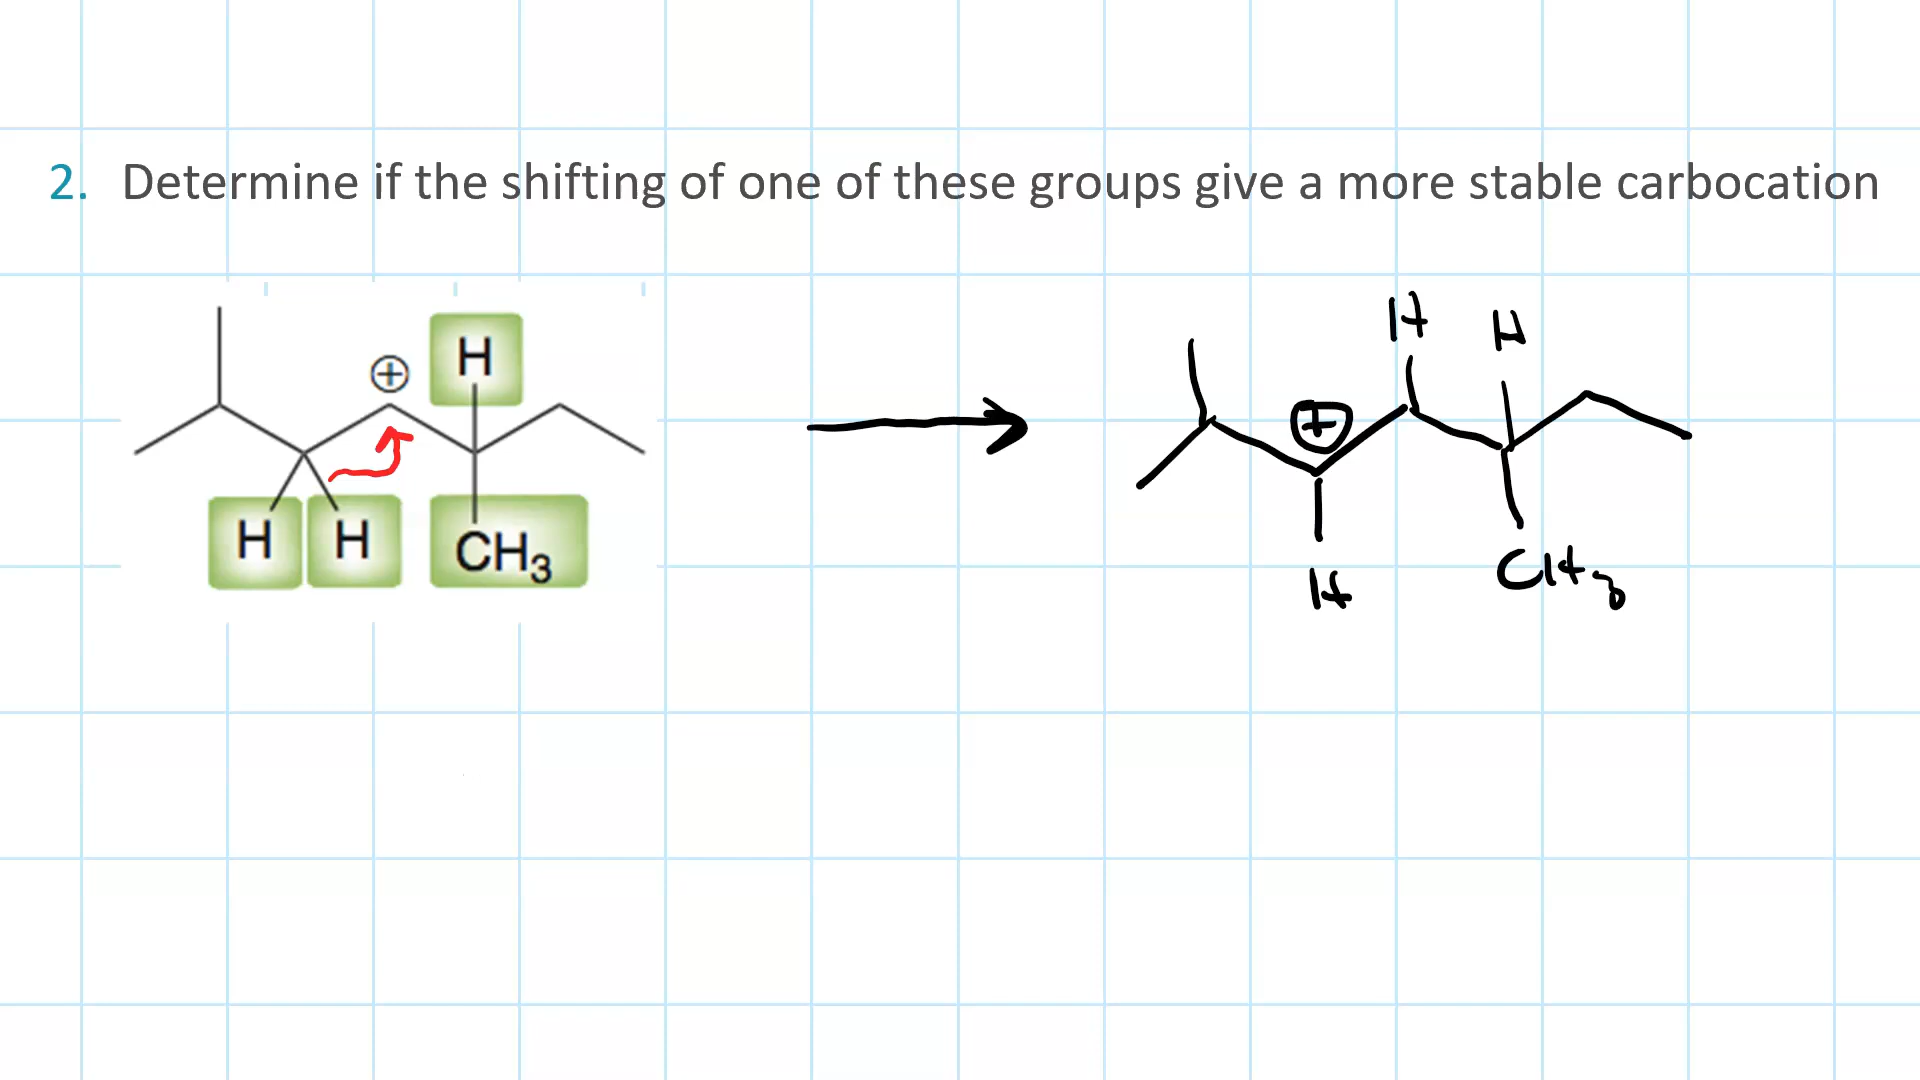 2. Determine if the shifting of one of these groups give a more stable carbocation
H H
⊕ H
⊕
H H CH₃
H CH₃